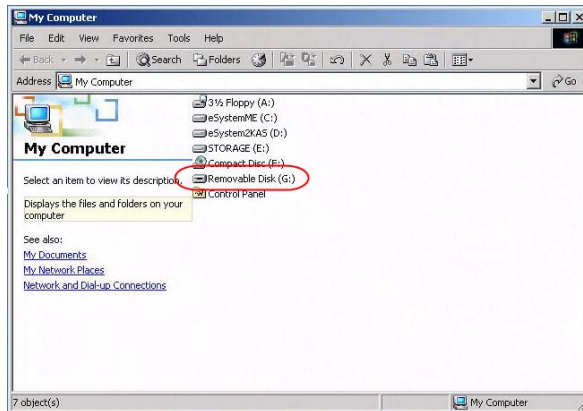 My Computer
File Edit View Favorites Tools Help
Back Search Folders
Address My Computer Go
My Computer
Select an item to view its description.
Displays the files and folders on your
computer
See also:
My Documents
My Network Places
Network and Dial-up Connections
3½ Floppy (A:)
eSystemME (C:)
eSystem2KAS (D:)
STORAGE (E:)
Compact Disc (F:)
Removable Disk (G:)
Control Panel
7 object(s) My Computer